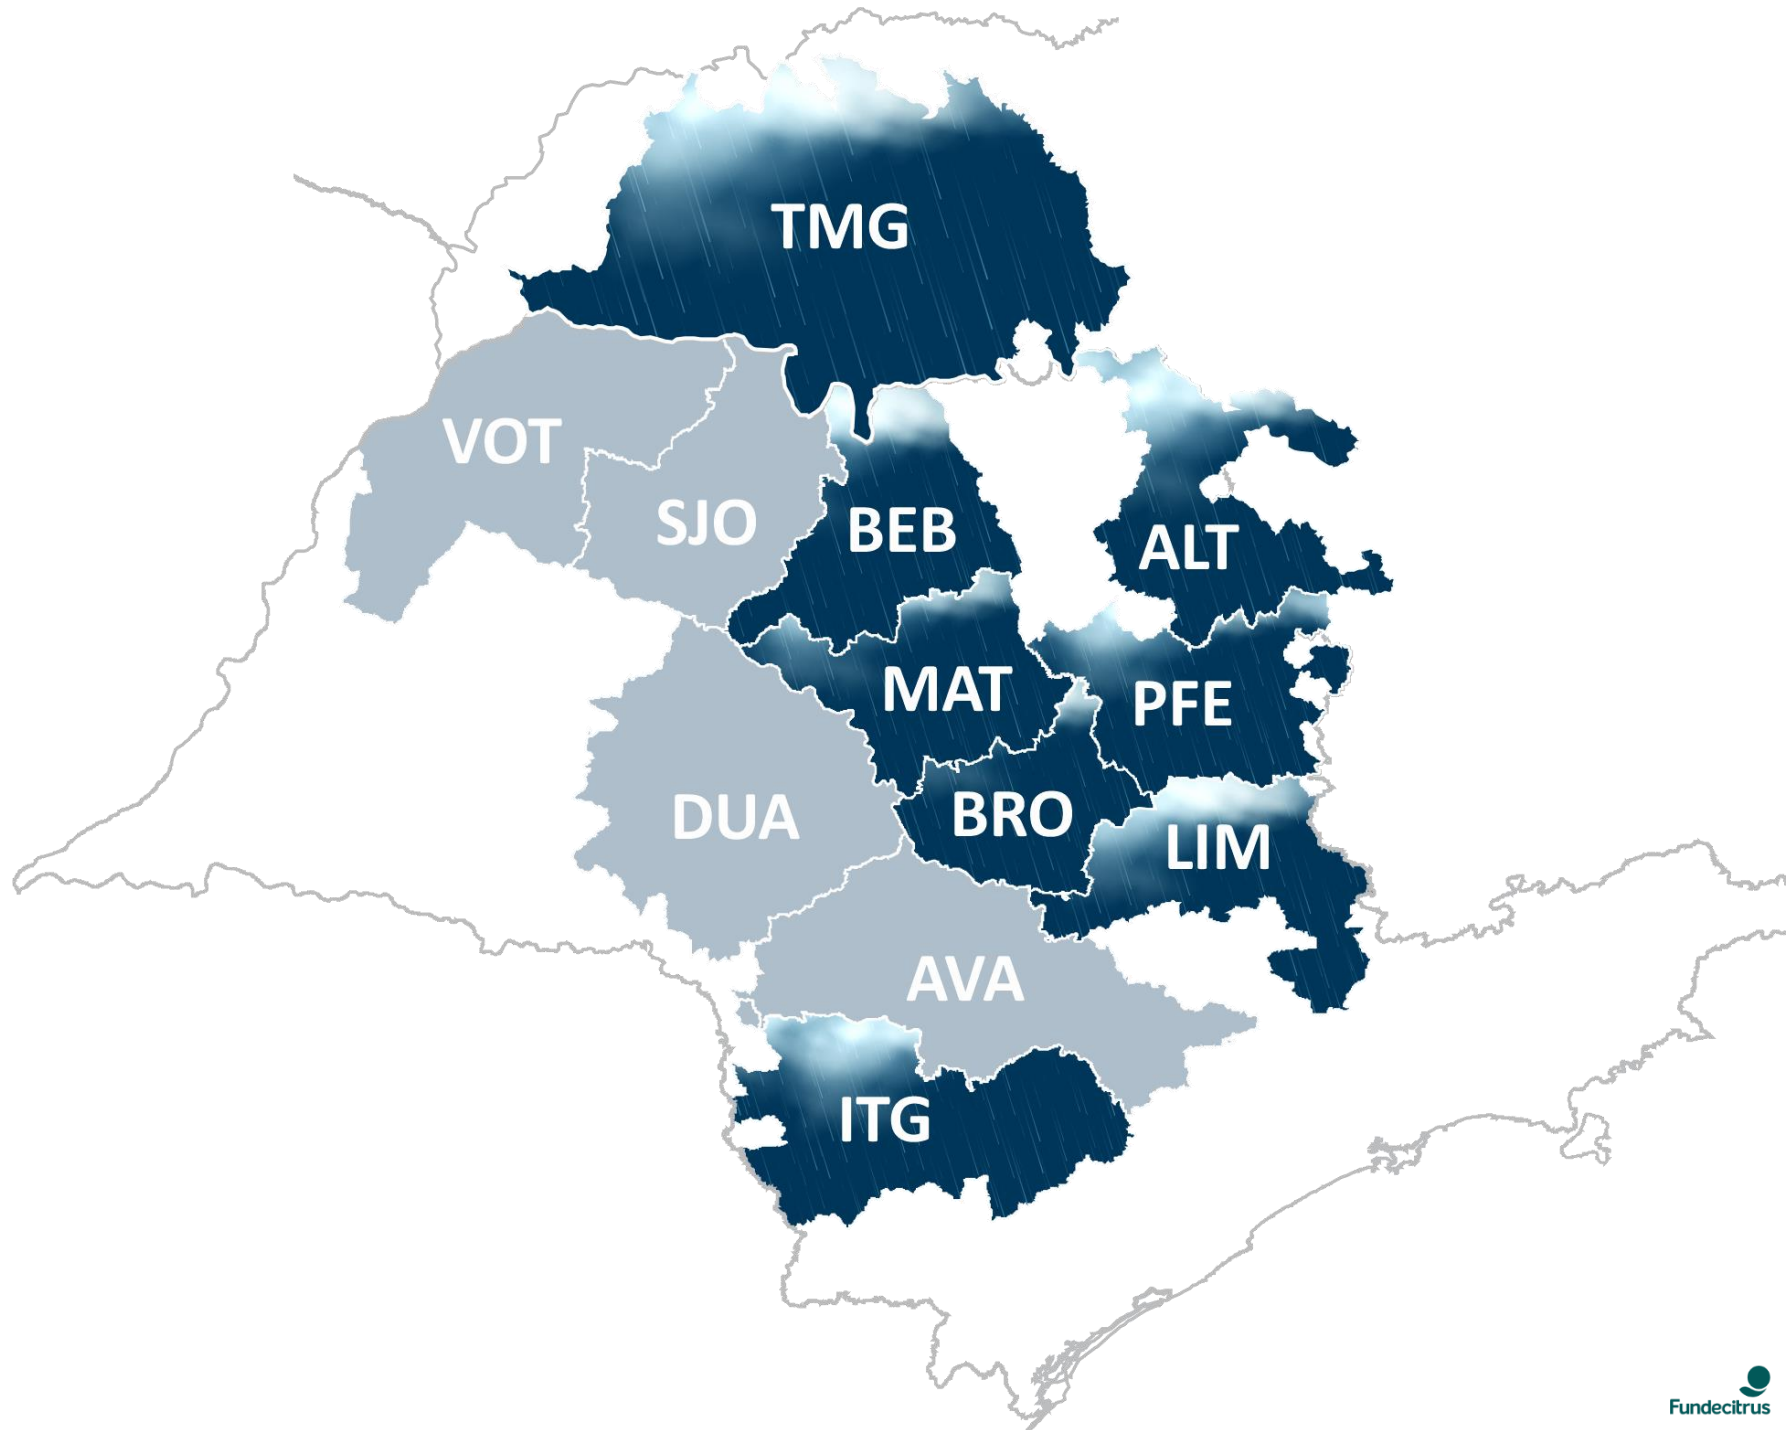 TMG
VOT
SJO
BEB
ALT
MAT
PFE
DUA
BRO
LIM
AVA
ITG
Fundecitrus